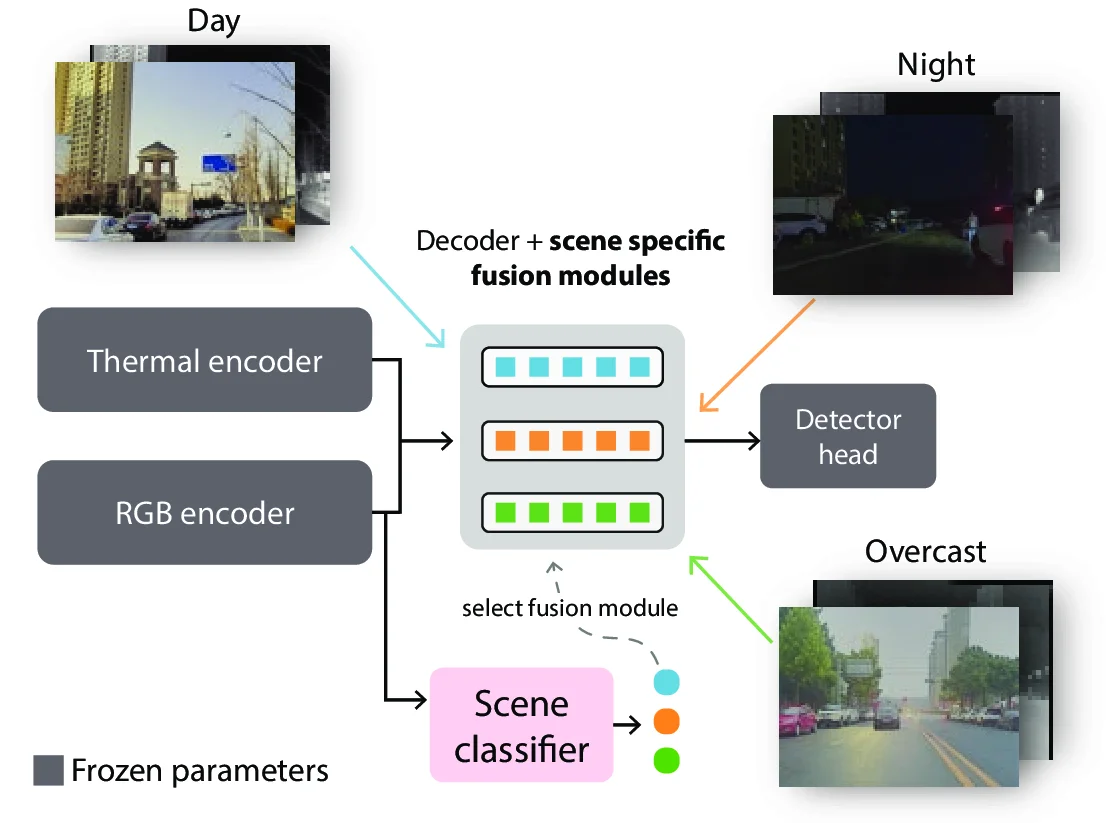 Day
Night
Decoder + scene specific
fusion modules
Thermal encoder
RGB encoder
Detector
head
Overcast
select fusion module
Scene
classifier
Frozen parameters